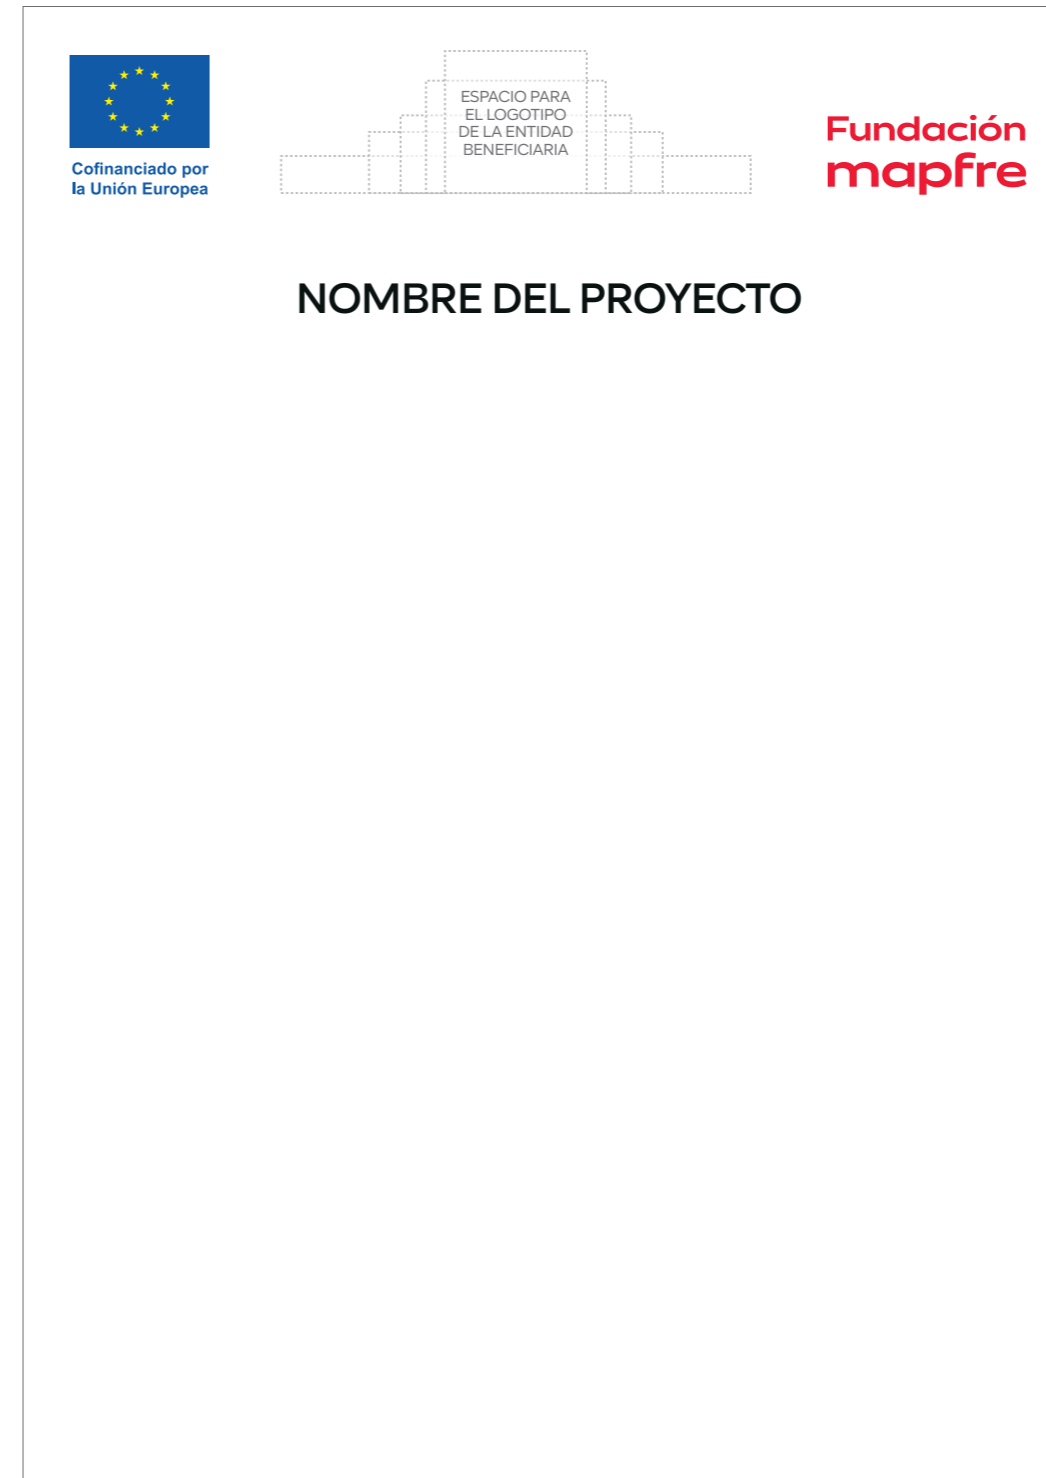 Cofinanciado por
la Unión Europea
ESPACIO PARA
EL LOGOTIPO
DE LA ENTIDAD
BENEFICIARIA
Fundación
mapfre
NOMBRE DEL PROYECTO